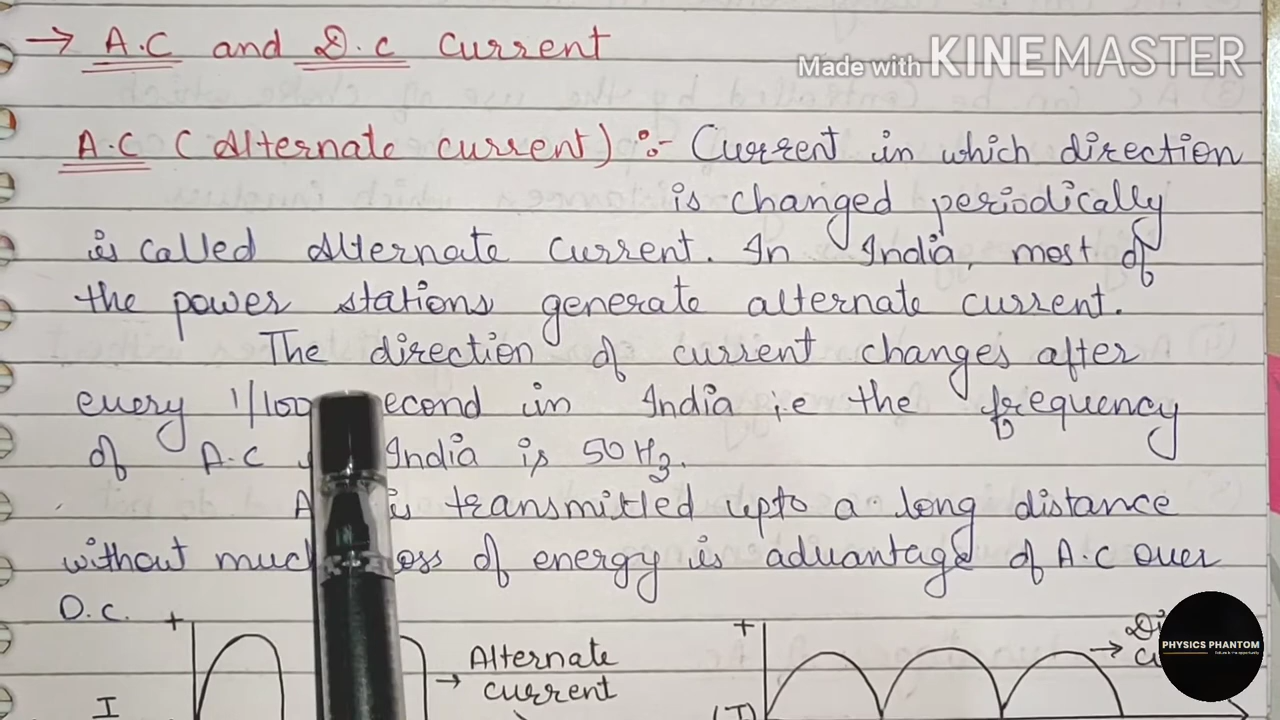 → A.C and D.c Current
Made with KINEMASTER
A.C (Alternate current) :- Current in which direction
is changed periodically
is called Alternate Current. In India, most of
the power stations generate alternate current.
The direction of current changes after
every 1/100 second in India i.e the frequency
of A.C India is 50Hz.
is transmitted upto a long distance
without much loss of energy is advantage of A.C over
D.C.
+
+
Alternate
current
→
→
I
(I)
PHYSICS PHANTOM